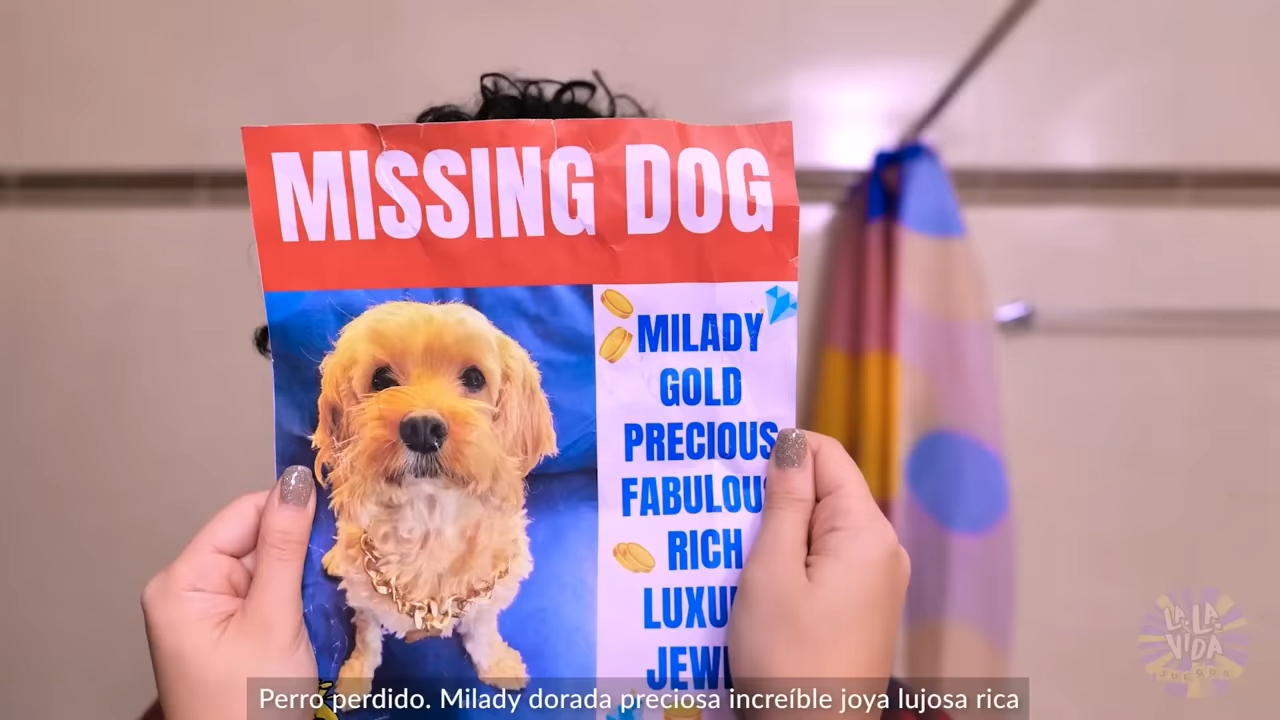 MISSING DOG
MILADY
GOLD
PRECIOUS
FABULOU
RICH
LUXU
JEW
Perro perdido. Milady dorada preciosa increíble joya lujosa rica
LA LA
VIDA
JUEGOS